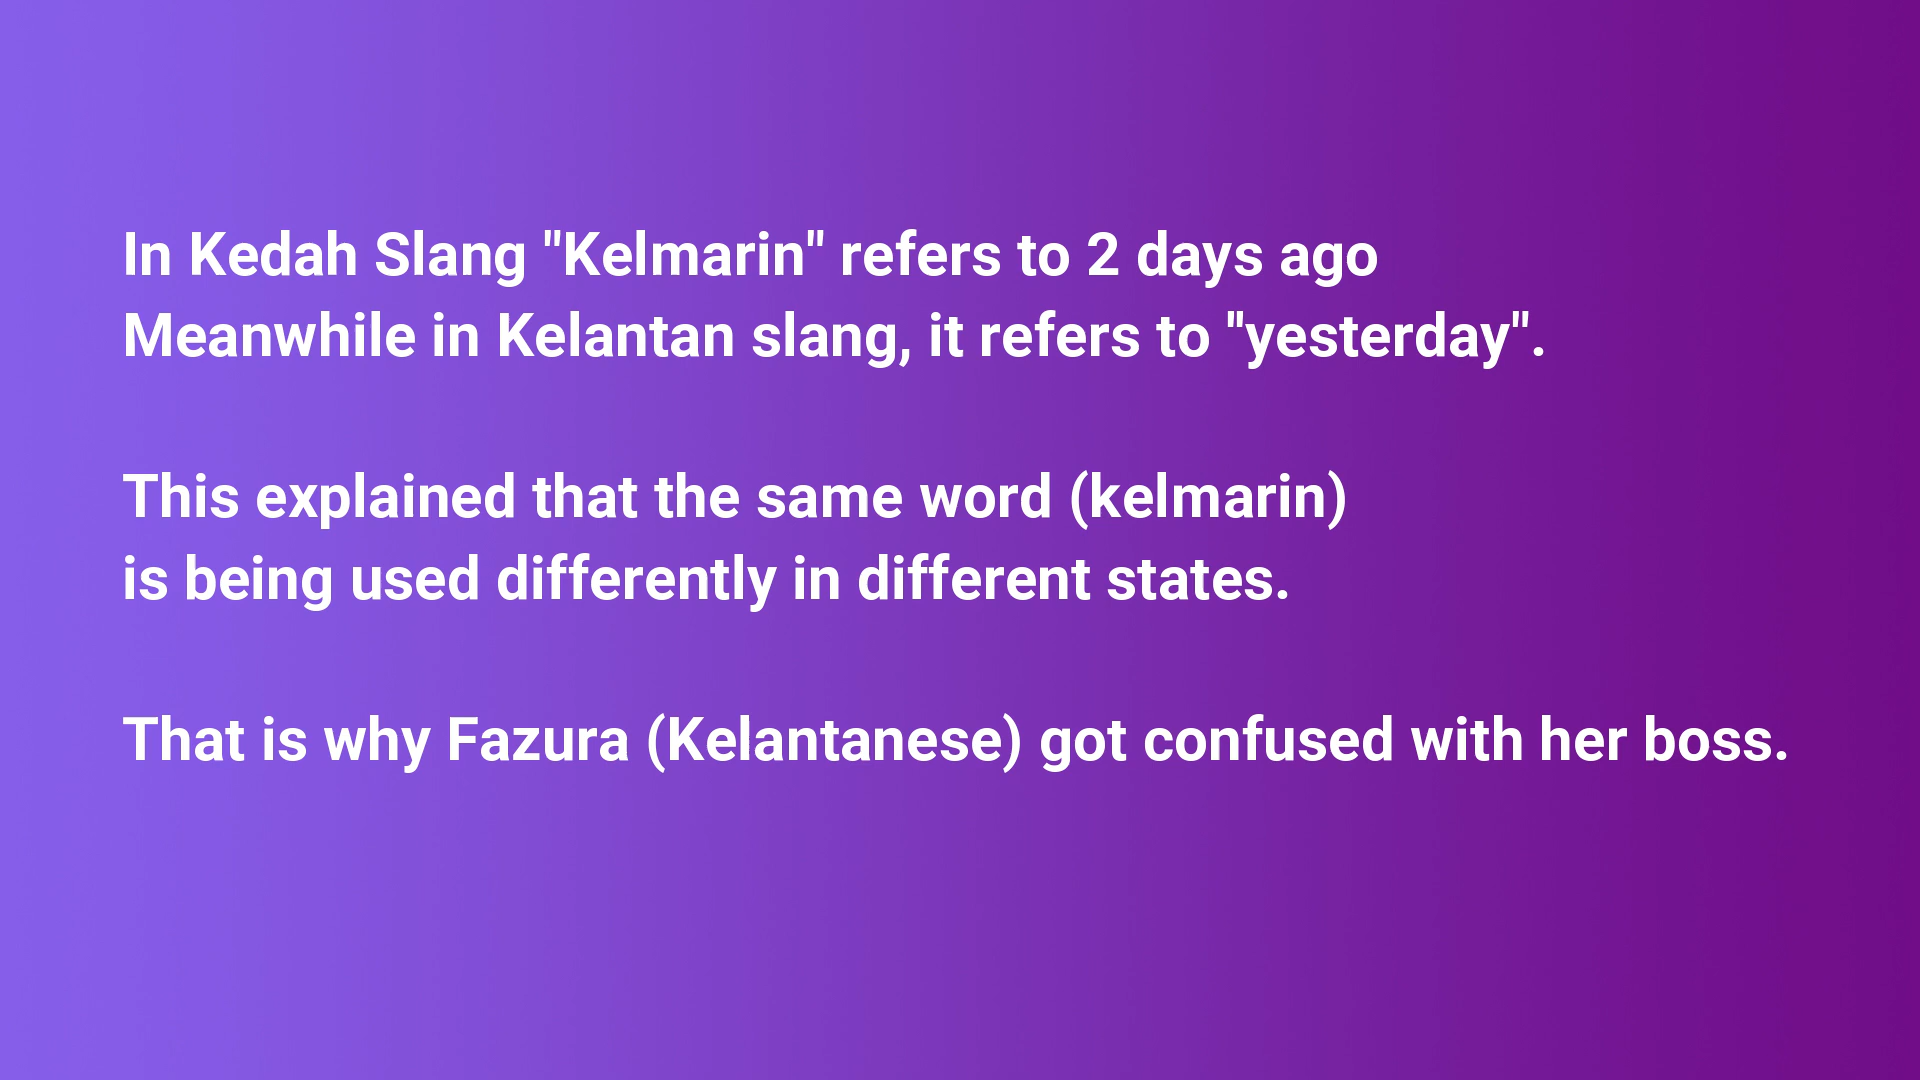 In Kedah Slang "Kelmarin" refers to 2 days ago
Meanwhile in Kelantan slang, it refers to "yesterday".
This explained that the same word (kelmarin)
is being used differently in different states.
That is why Fazura (Kelantanese) got confused with her boss.